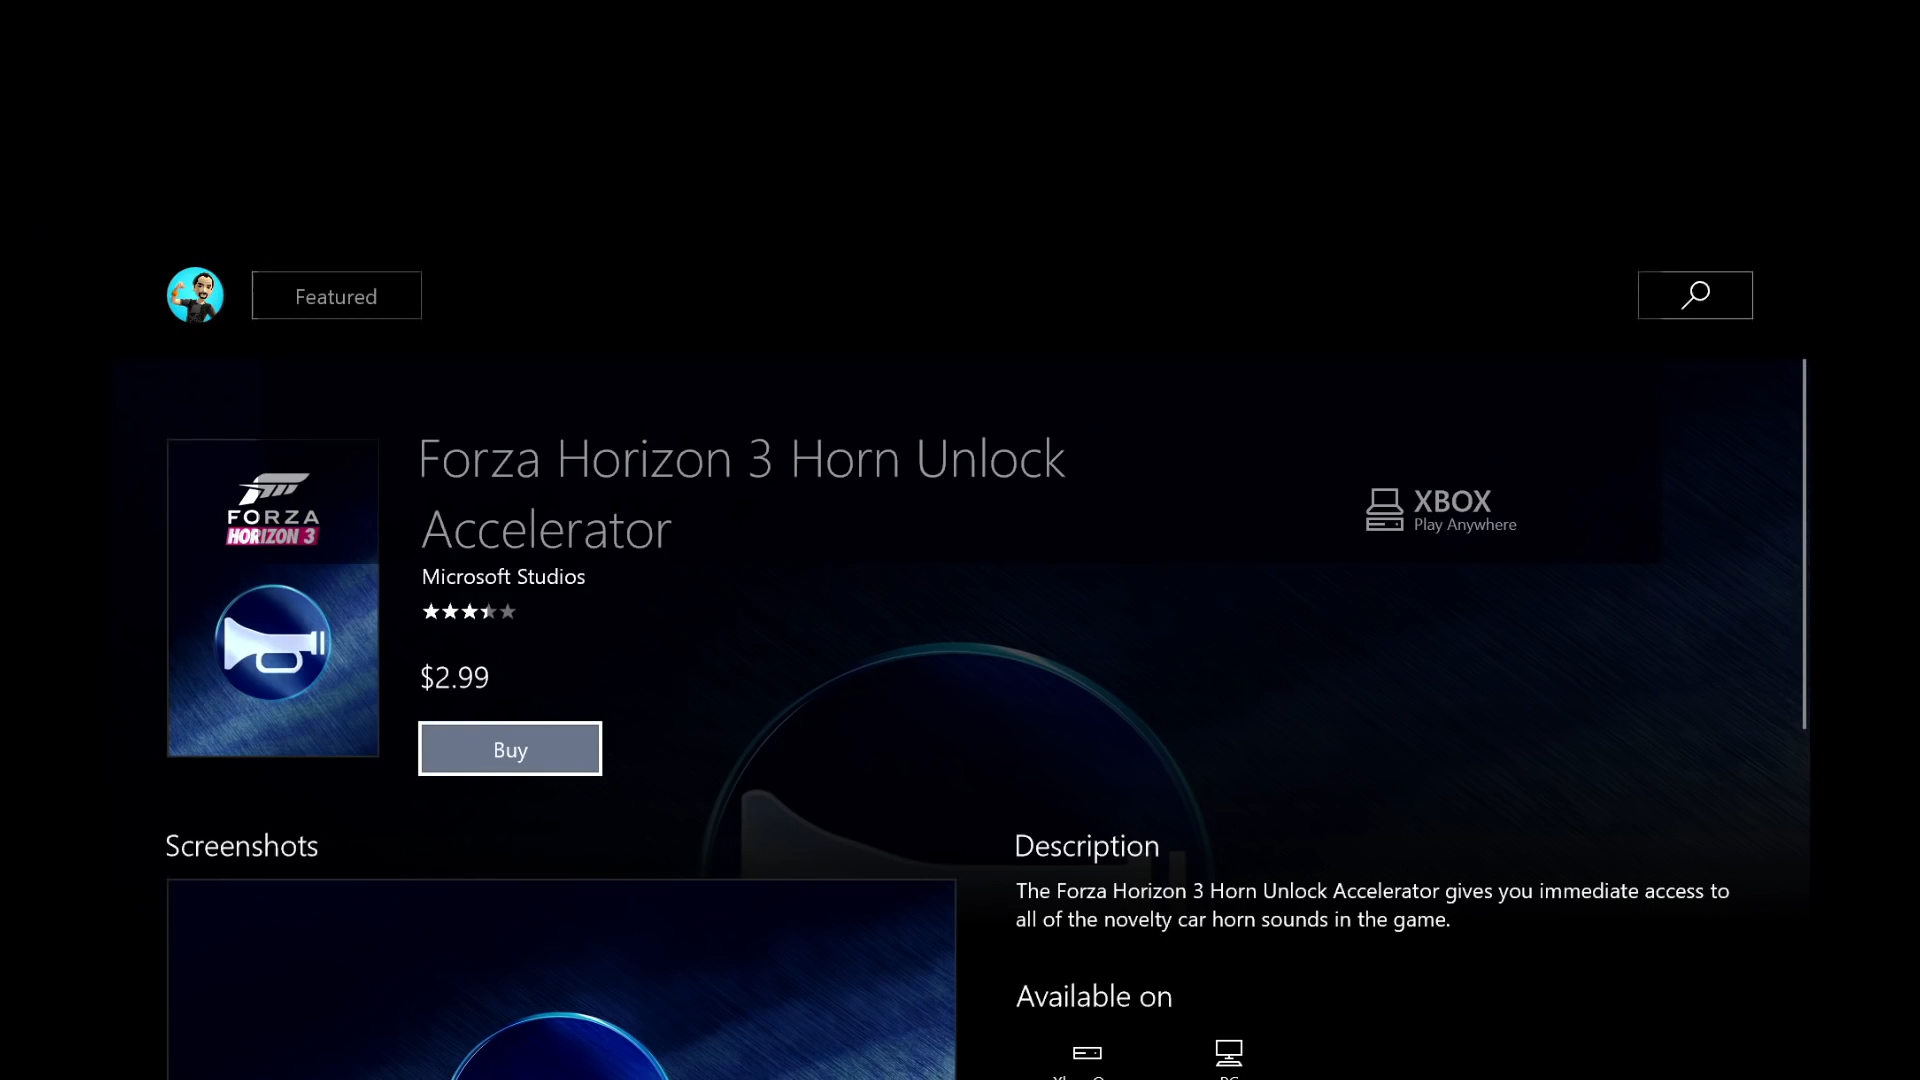 Featured
FORZA
HORIZON 3
Forza Horizon 3 Horn Unlock
Accelerator
XBOX
Play Anywhere
Microsoft Studios
$2.99
Buy
Screenshots
Description
The Forza Horizon 3 Horn Unlock Accelerator gives you immediate access to
all of the novelty car horn sounds in the game.
Available on